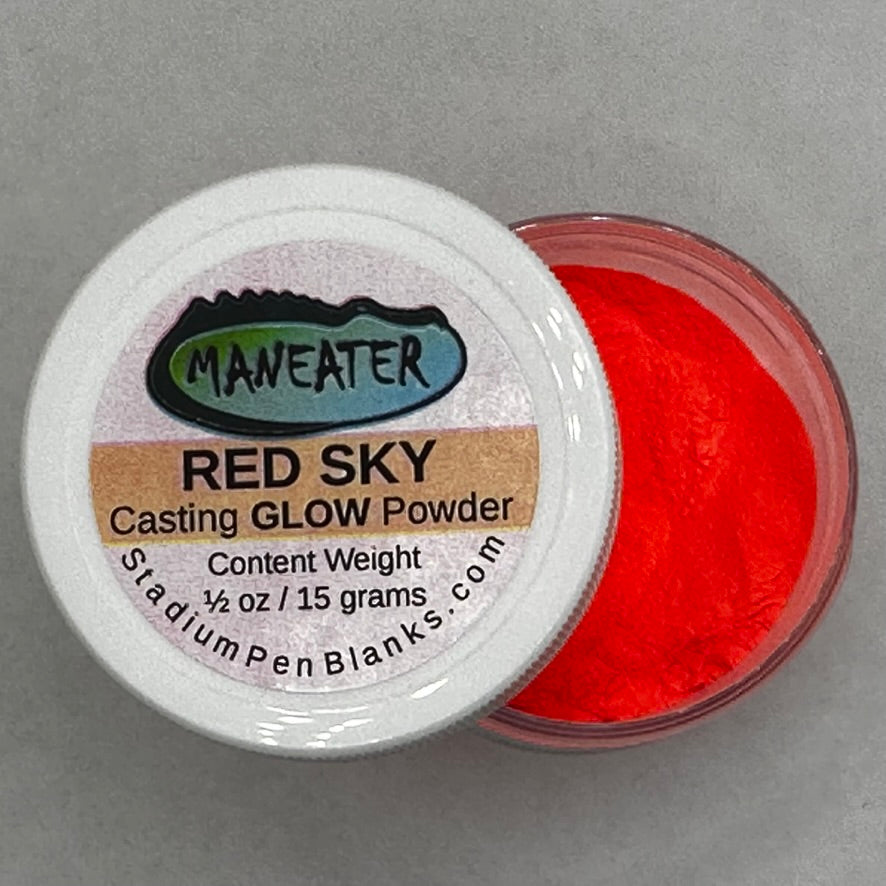 MANEATER
RED SKY
Casting GLOW Powder
Content Weight
½ oz / 15 grams
StadiumPenBlanks.com